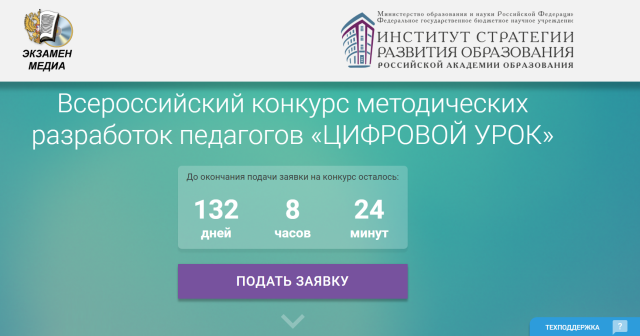 ЭКЗАМЕН
МЕДИА
Министерство образования и науки Российской Федерации
Федеральное государственное бюджетное научное учреждение
ИНСТИТУТ СТРАТЕГИИ
РАЗВИТИЯ ОБРАЗОВАНИЯ
РОССИЙСКОЙ АКАДЕМИИ ОБРАЗОВАНИЯ
Всероссийский конкурс методических
разработок педагогов «ЦИФРОВОЙ УРОК»
До окончания подачи заявки на конкурс осталось:
132 8 24
дней часов минут
ПОДАТЬ ЗАЯВКУ
ТЕХПОДДЕРЖКА ?